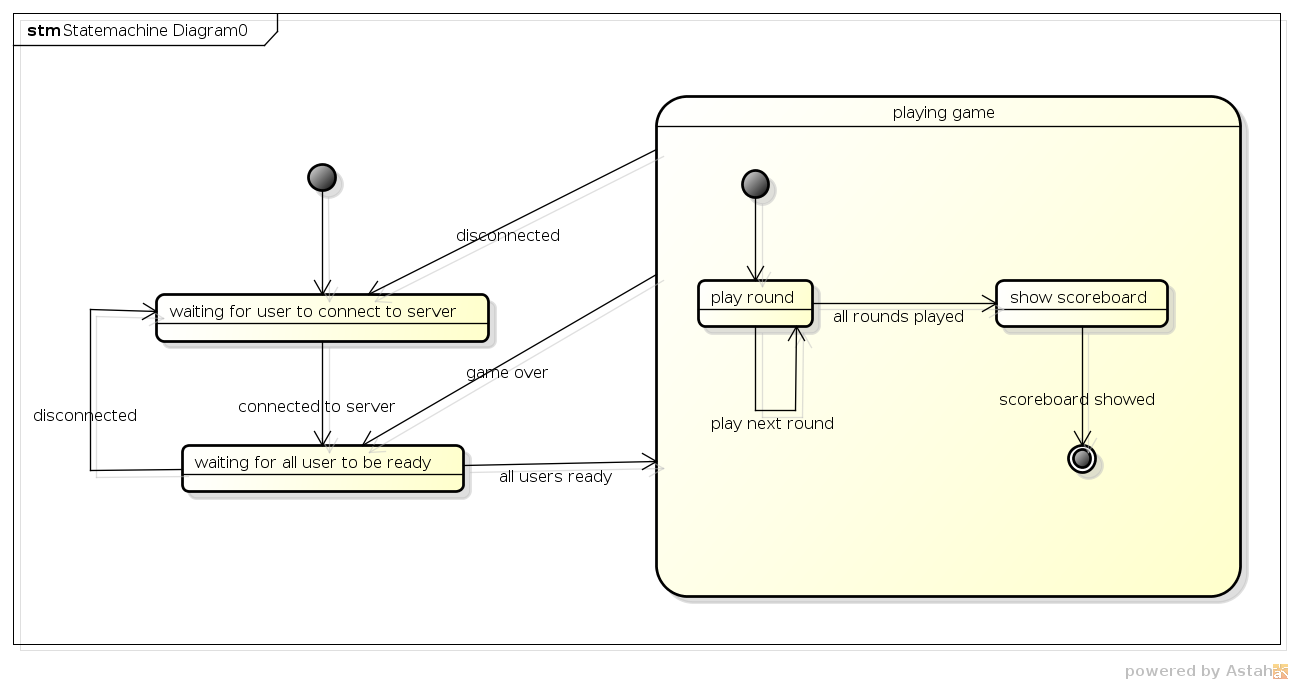 stm Statemachine Diagram0
playing game
disconnected
waiting for user to connect to server
play round
show scoreboard
all rounds played
game over
connected to server
scoreboard showed
disconnected
play next round
waiting for all user to be ready
all users ready
powered by Astah